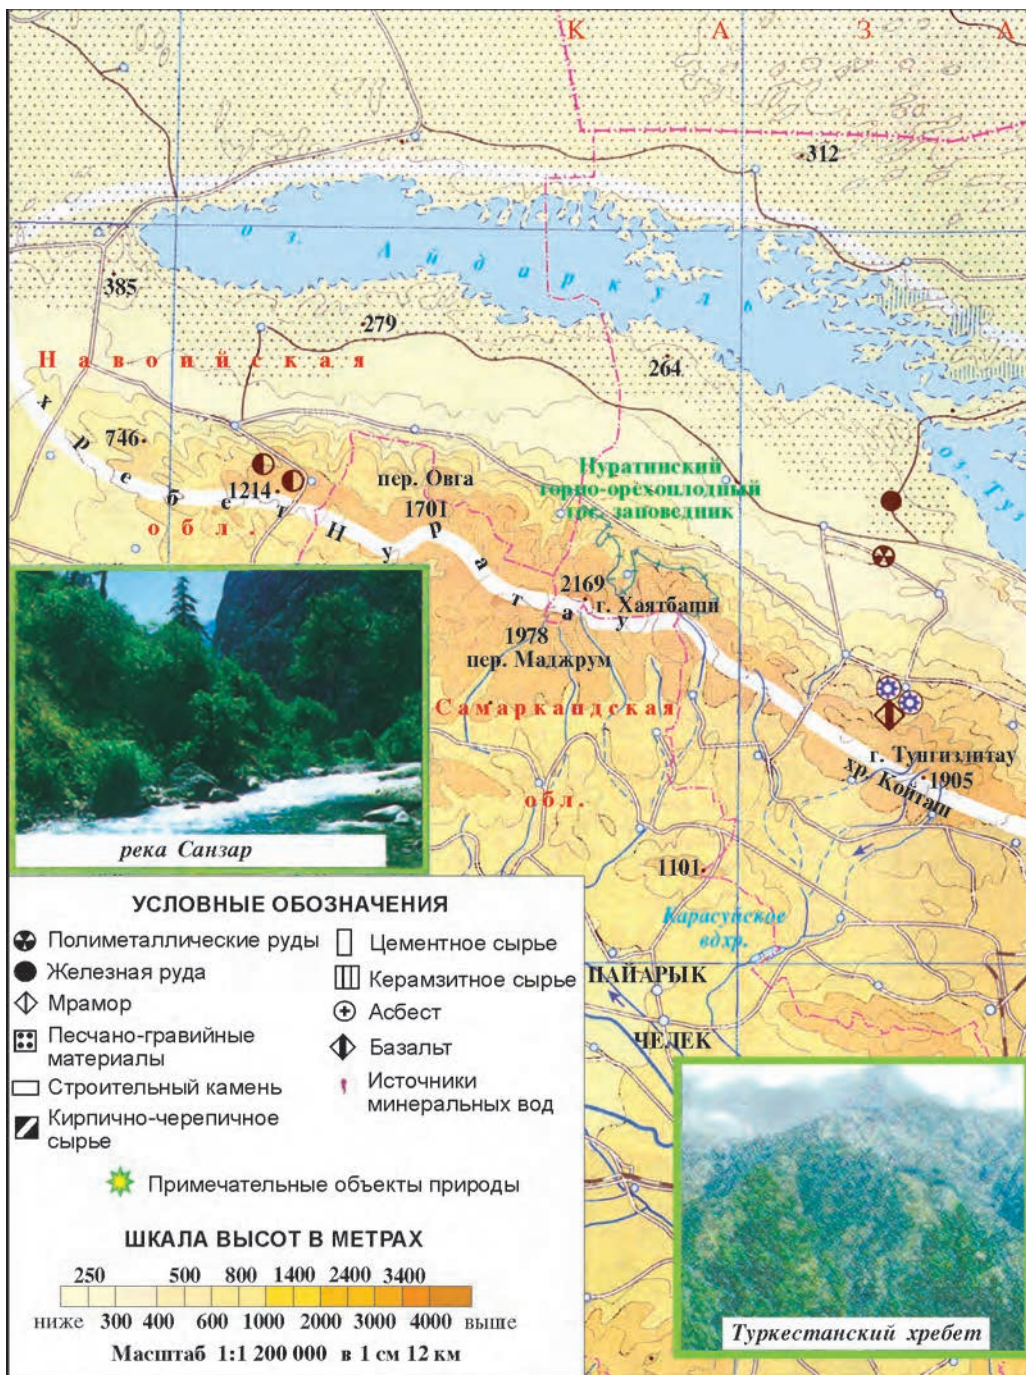 К А З А
312
оз. Айдаркуль
385
279
264
Навоийская
обл.
хребет Нуратау
746
1214
пер. Овга
1701
Нуратинский
горно-орехоплодный
гос. заповедник
оз. Туз
2169
г. Хаятбаши
1978
пер. Маджрум
Самаркандская
обл.
г. Тунгизлитау
1905
хр. Койташ
1101
Карасуйское
вдхр.
ПАЙАРЫК
ЧЕЛЕК
река Санзар
УСЛОВНЫЕ ОБОЗНАЧЕНИЯ
Полиметаллические руды
Железная руда
Мрамор
Песчано-гравийные
материалы
Строительный камень
Кирпично-черепичное
сырье
Цементное сырье
Керамзитное сырье
Асбест
Базальт
Источники
минеральных вод
Примечательные объекты природы
ШКАЛА ВЫСОТ В МЕТРАХ
250 500 800 1400 2400 3400
ниже 300 400 600 1000 2000 3000 4000 выше
Масштаб 1:1 200 000 в 1 см 12 км
Туркестанский хребет